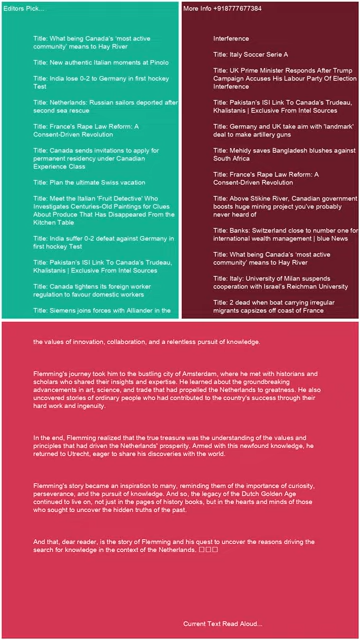 Editors Pick...
Title: What being Canada's 'most active
community' means to Hay River
Title: New authentic Italian moments at Pinolo
Title: India lose 0-2 to Germany in first hockey
Test
Title: Netherlands: Russian sailors deported after
second sea rescue
Title: France's Rape Law Reform: A
Consent-Driven Revolution
Title: Canada sends invitations to apply for
permanent residency under Canadian
Experience Class
Title: Plan the ultimate Swiss vacation
Title: Meet the Italian 'Fruit Detective' Who
Investigates Centuries-Old Paintings for Clues
About Produce That Has Disappeared From the
Kitchen Table
Title: India suffer 0-2 defeat against Germany in
first hockey Test
Title: Pakistan's ISI Link To Canada's Trudeau,
Khalistanis | Exclusive From Intel Sources
Title: Canada tightens its foreign worker
regulation to favour domestic workers
Title: Siemens joins forces with Alliander in the
More Info +918777677384
Interference
Title: Italy Soccer Serie A
Title: UK Prime Minister Responds After Trump
Campaign Accuses His Labour Party Of Election
Interference
Title: Pakistan's ISI Link To Canada's Trudeau,
Khalistanis | Exclusive From Intel Sources
Title: Germany and UK take aim with 'landmark'
deal to make artillery guns
Title: Mehidy saves Bangladesh blushes against
South Africa
Title: France's Rape Law Reform: A
Consent-Driven Revolution
Title: Above Stikine River, Canadian government
boosts huge mining project you've probably
never heard of
Title: Banks: Switzerland close to number one for
international wealth management | blue News
Title: What being Canada's 'most active
community' means to Hay River
Title: Italy: University of Milan suspends
cooperation with Israel's Reichman University
Title: 2 dead when boat carrying irregular
migrants capsizes off coast of France
the values of innovation, collaboration, and a relentless pursuit of knowledge.
Flemming's journey took him to the bustling city of Amsterdam, where he met with historians and
scholars who shared their insights and expertise. He learned about the groundbreaking
advancements in art, science, and trade that had propelled the Netherlands to greatness. He also
uncovered stories of ordinary people who had contributed to the country's success through their
hard work and ingenuity.
In the end, Flemming realized that the true treasure was the understanding of the values and
principles that had driven the Netherlands' prosperity. Armed with this newfound knowledge, he
returned to Utrecht, eager to share his discoveries with the world.
Flemming's story became an inspiration to many, reminding them of the importance of curiosity,
perseverance, and the pursuit of knowledge. And so, the legacy of the Dutch Golden Age
continued to live on, not just in the pages of history books, but in the hearts and minds of those
who sought to uncover the hidden truths of the past.
And that, dear reader, is the story of Flemming and his quest to uncover the reasons driving the
search for knowledge in the context of the Netherlands. □□□
Current Text Read Aloud...